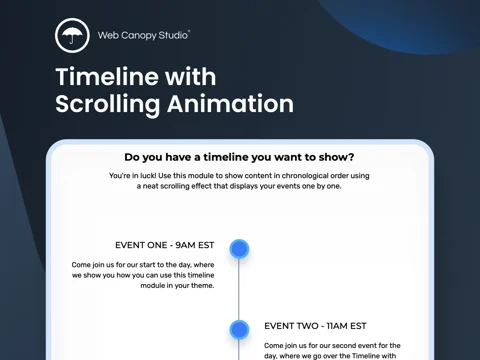 Web Canopy Studio®
Timeline with
Scrolling Animation
Do you have a timeline you want to show?
You're in luck! Use this module to show content in chronological order using
a neat scrolling effect that displays your events one by one.
EVENT ONE - 9AM EST
Come join us for our start to the day, where
we show you how you can use this timeline
module in your theme.
EVENT TWO - 11AM EST
Come join us for our second event for the
day, where we go over the Timeline with